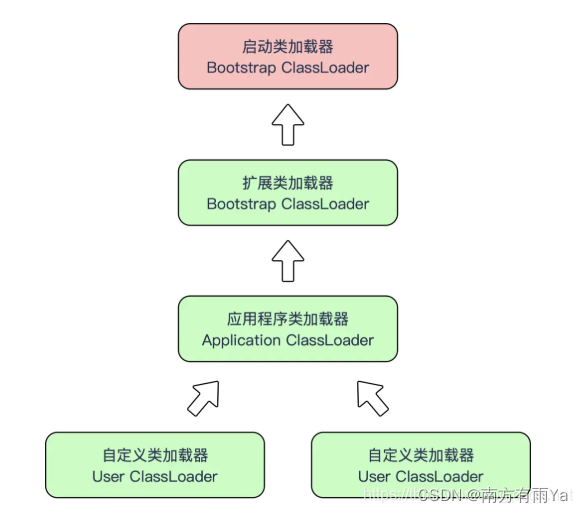 启动类加载器
Bootstrap ClassLoader
扩展类加载器
Bootstrap ClassLoader
应用程序类加载器
Application ClassLoader
自定义类加载器
User ClassLoader
自定义类加载器
User ClassLoader
CSDN @南方有雨Ya